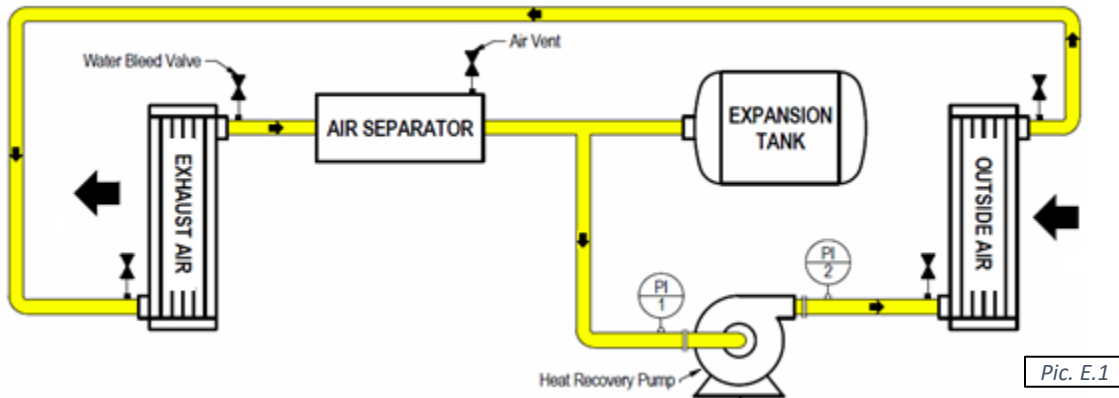 Water Bleed Valve
Air Vent
EXHAUST AIR
AIR SEPARATOR
EXPANSION
TANK
OUTSIDE AIR
PI
1
PI
2
Heat Recovery Pump
Pic. E.1